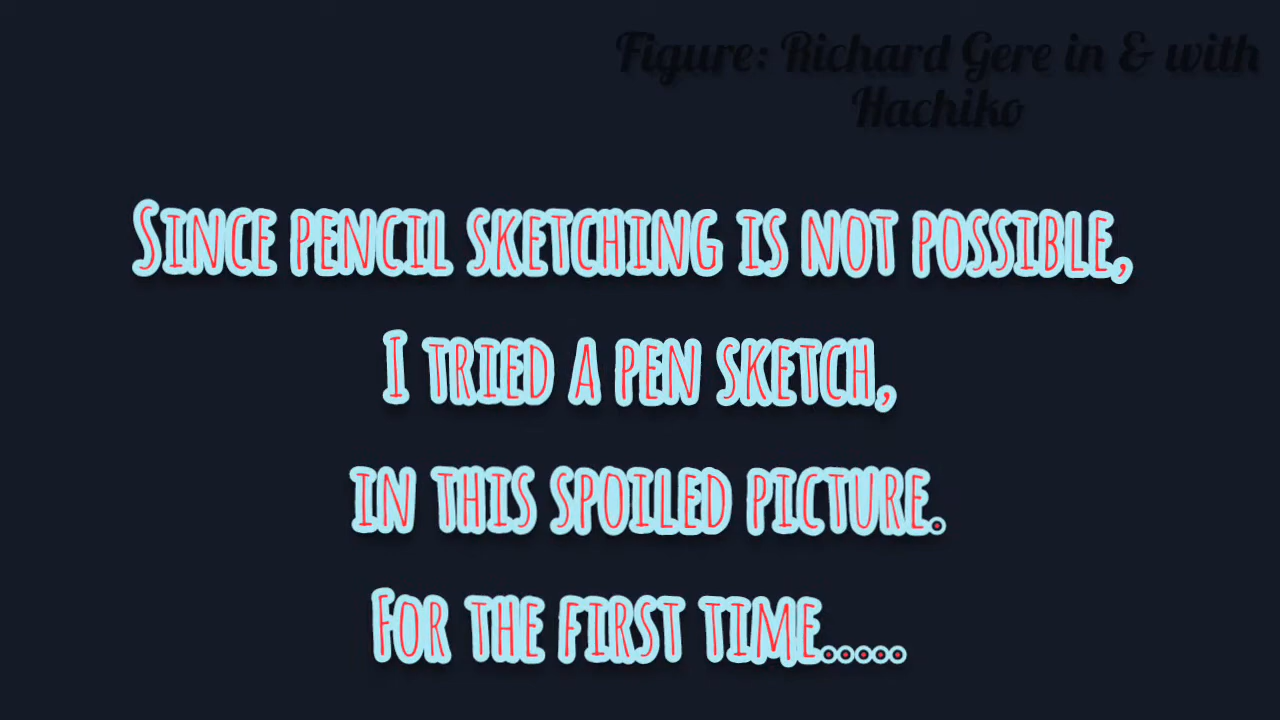 Figure: Richard Gere in & with
Hachiko
Since pencil sketching is not possible,
I tried a pen sketch,
in this spoiled picture.
For the first time.....